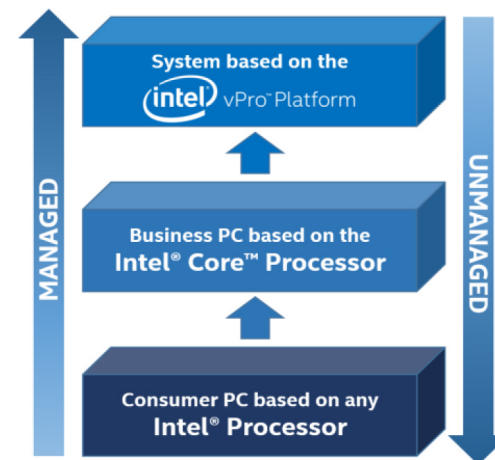 System based on the
intel vPro™ Platform
MANAGED
UNMANAGED
Business PC based on the
Intel® Core™ Processor
Consumer PC based on any
Intel® Processor